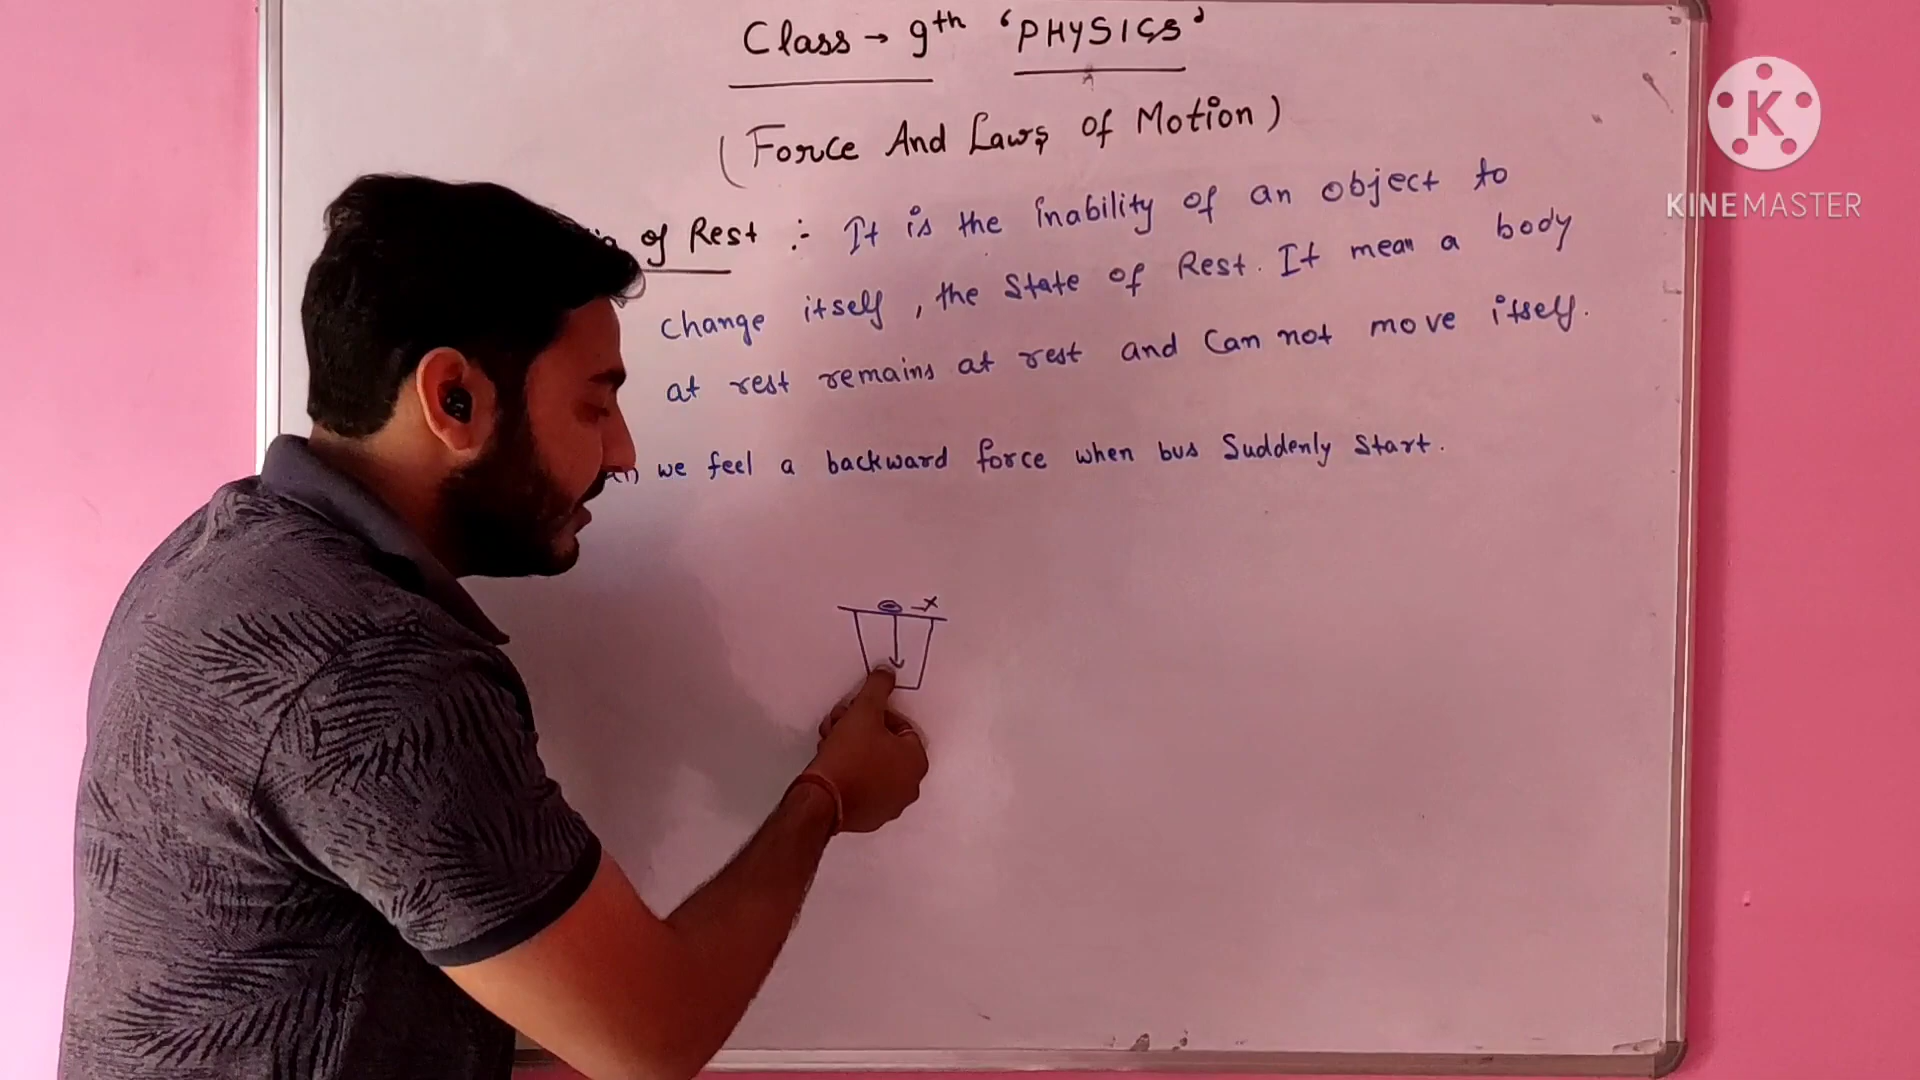 Class → 9th 'PHYSICS'
(Force And Laws Of Motion)
of Rest :- It is the inability of an object to
change itself, the state of Rest. It mean a body
at rest remains at rest and Can not move itself.
we feel a backward force when bus Suddenly Start.
K
KINEMASTER